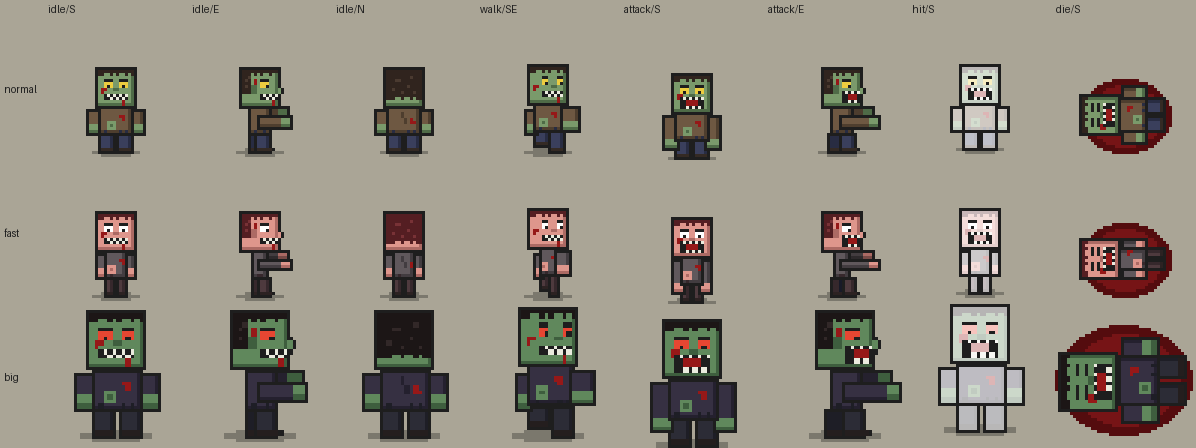 idle/S idle/E idle/N walk/SE attack/S attack/E hit/S die/S
normal
fast
big